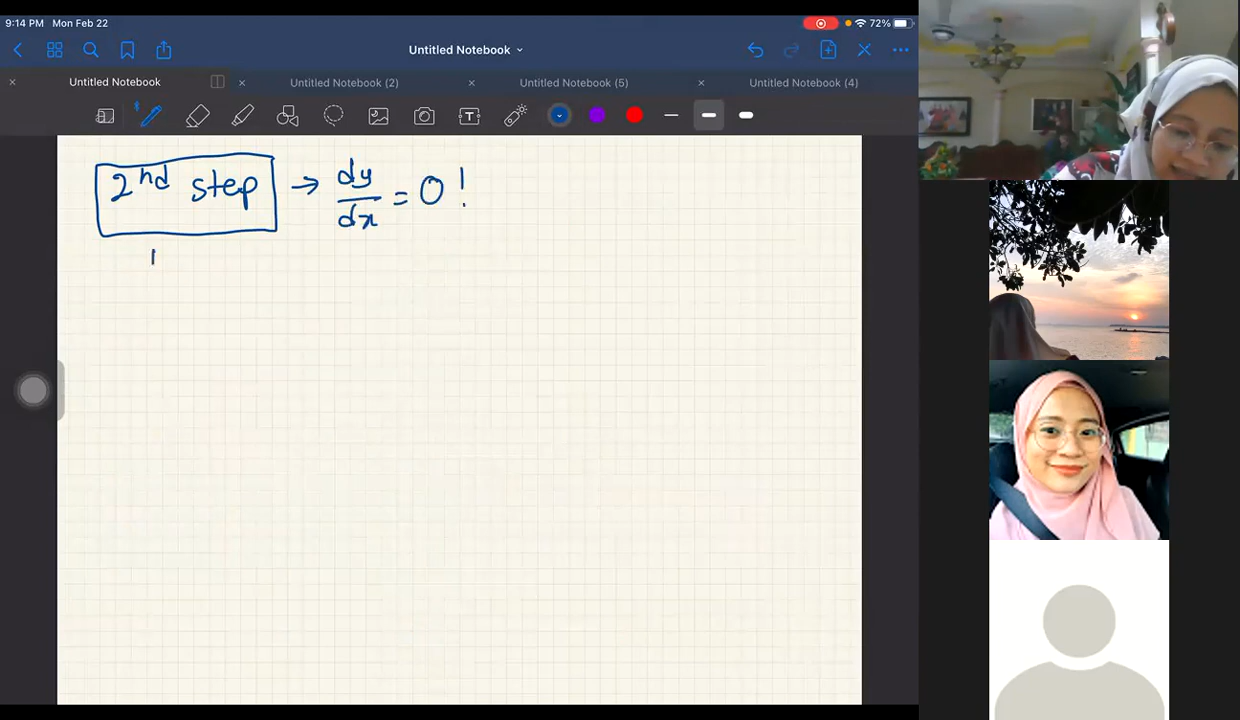 9:14 PM Mon Feb 22
72%
Untitled Notebook
Untitled Notebook
Untitled Notebook (2)
Untitled Notebook (5)
Untitled Notebook (4)
T
2nd step → dy/dx = 0!